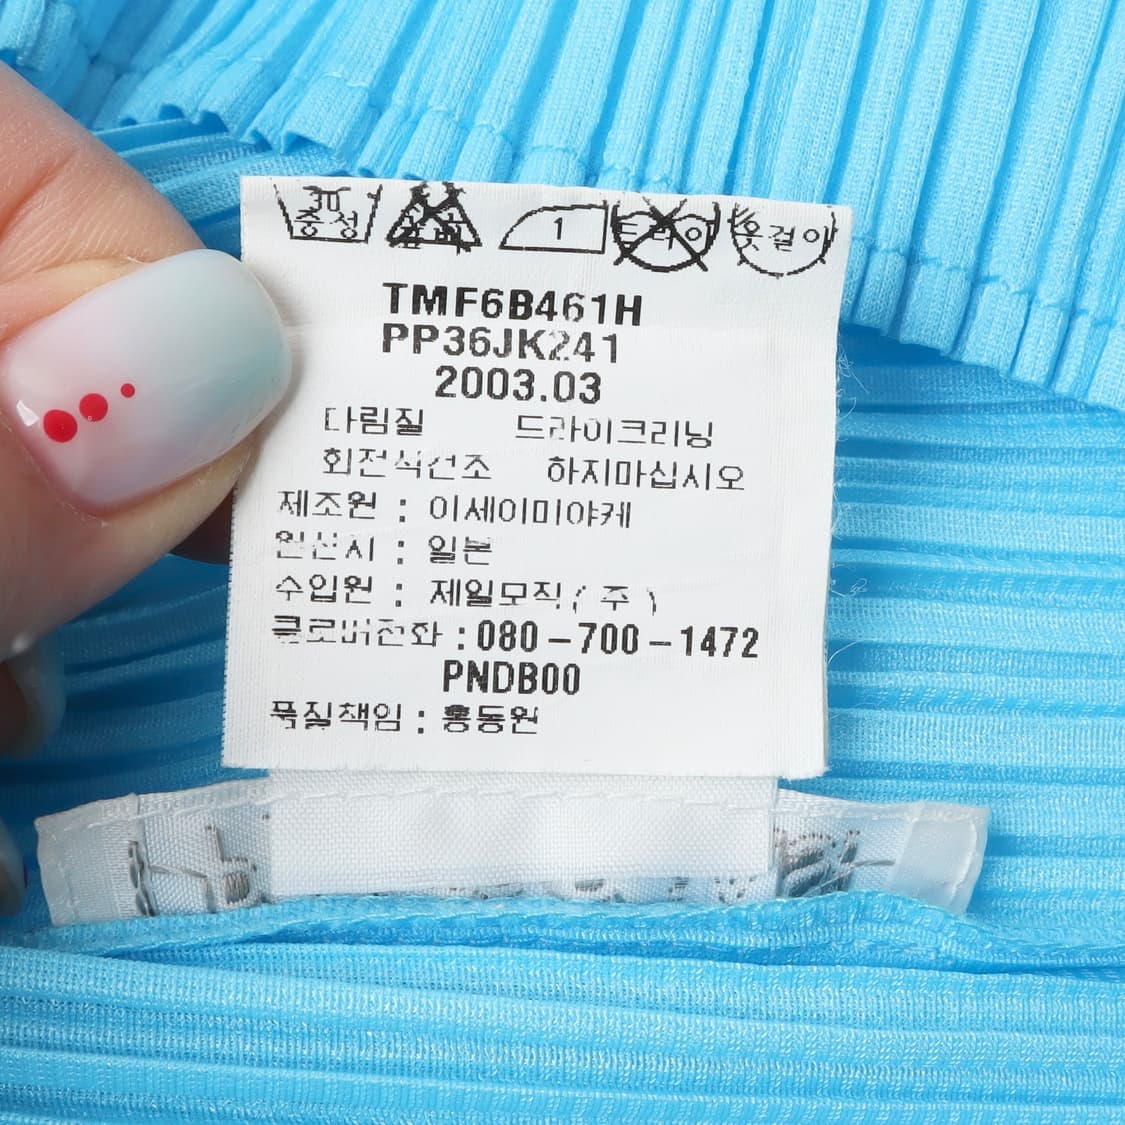 30 중성 1 드라이 옷걸이
TMF6B461H
PP36JK241
2003.03
다림질 드라이크리닝
회전식건조 하지마십시오
제조원 : 이세이미야케
원산지 : 일본
수입원 : 제일모직(주)
클로버전화 : 080-700-1472
PNDB00
품질책임 : 홍동원